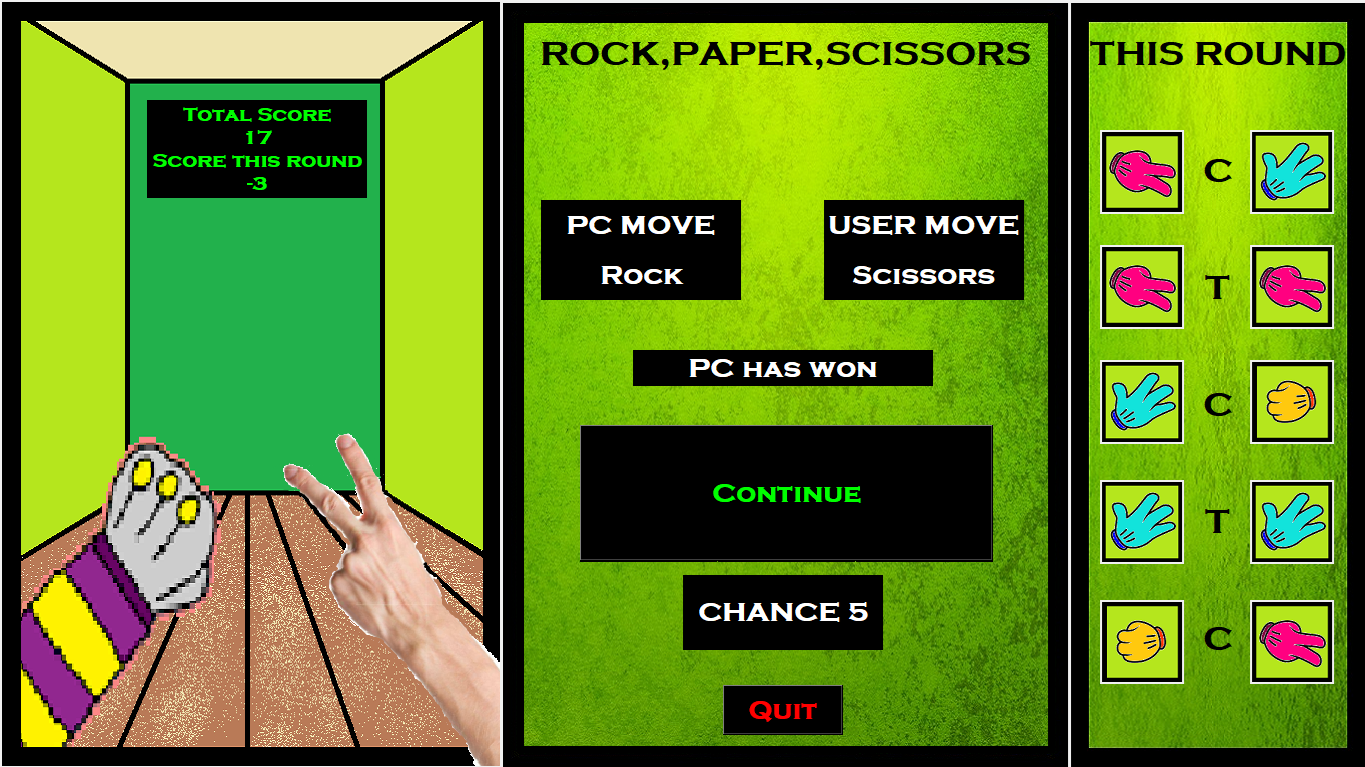 Total Score
17
Score this round
-3
ROCK,PAPER,SCISSORS
PC MOVE
Rock
USER MOVE
Scissors
PC has won
Continue
CHANCE 5
Quit
THIS ROUND
C
T
C
T
C